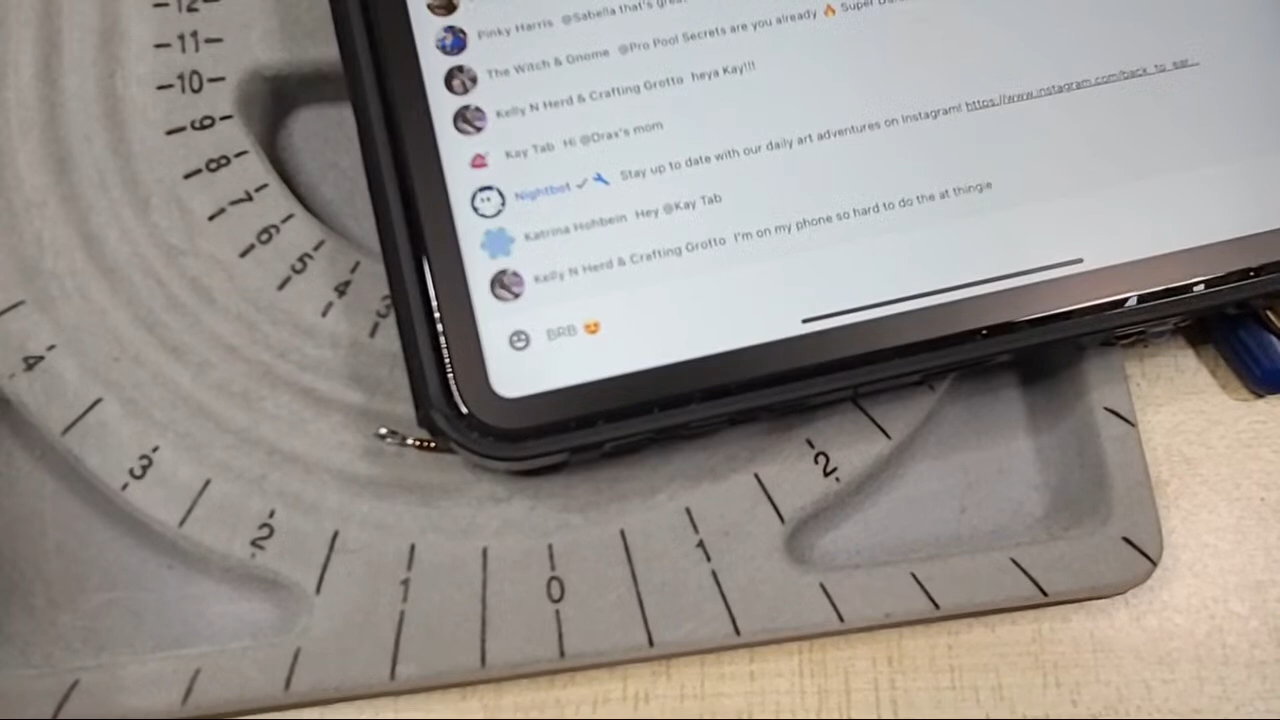 -12-
-11-
-10-
-9-
-8-
-7-
-6-
-5-
-4-
3-
Pinky Harris @Sabella that's grea
The Witch & Gnome @Pro Pool Secrets are you already 🔥 Super
Kelly N Herd & Crafting Grotto heya Kay!!!
Kay Tab Hi @Drax's mom
Nightbot Stay up to date with our daily art adventures on Instagram! https://www.instagram.com/back_to_ear...
Katrina Hohbein Hey @Kay Tab
Kelly N Herd & Crafting Grotto I'm on my phone so hard to do the at thingie
BRB 😍
4
3
2
1
0
1
2